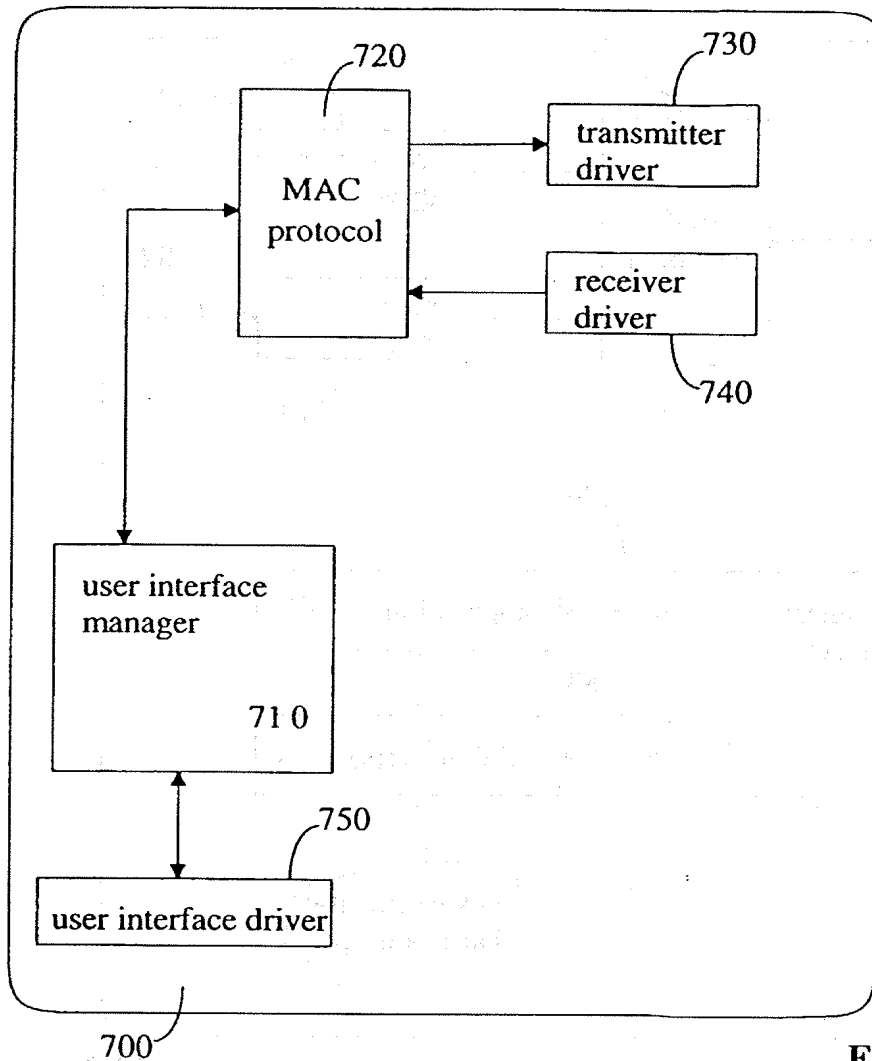 720
730
MAC
protocol
transmitter
driver
receiver
driver
740
user interface
manager
71 0
750
user interface driver
700